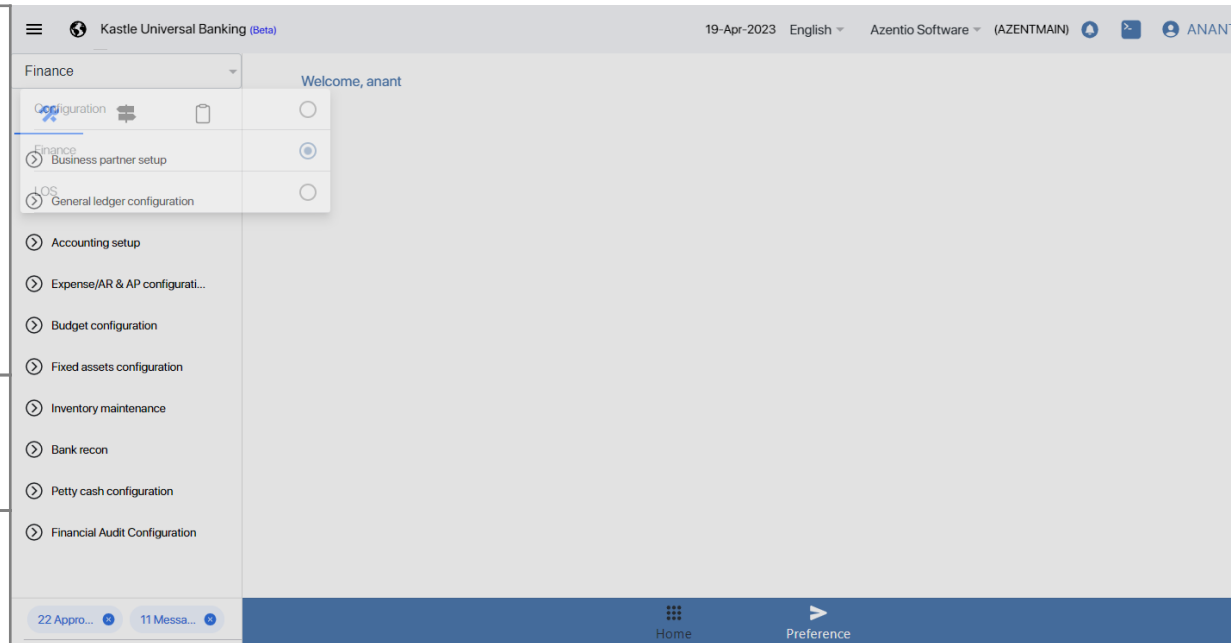 Kastle Universal Banking (Beta) 19-Apr-2023 English Azentio Software (AZENTMAIN) ANANT
Finance
Welcome, anant
Configuration
Finance
Business partner setup
LOS
General ledger configuration
Accounting setup
Expense/AR & AP configurati...
Budget configuration
Fixed assets configuration
Inventory maintenance
Bank recon
Petty cash configuration
Financial Audit Configuration
22 Appro... 11 Messa...
Home Preference